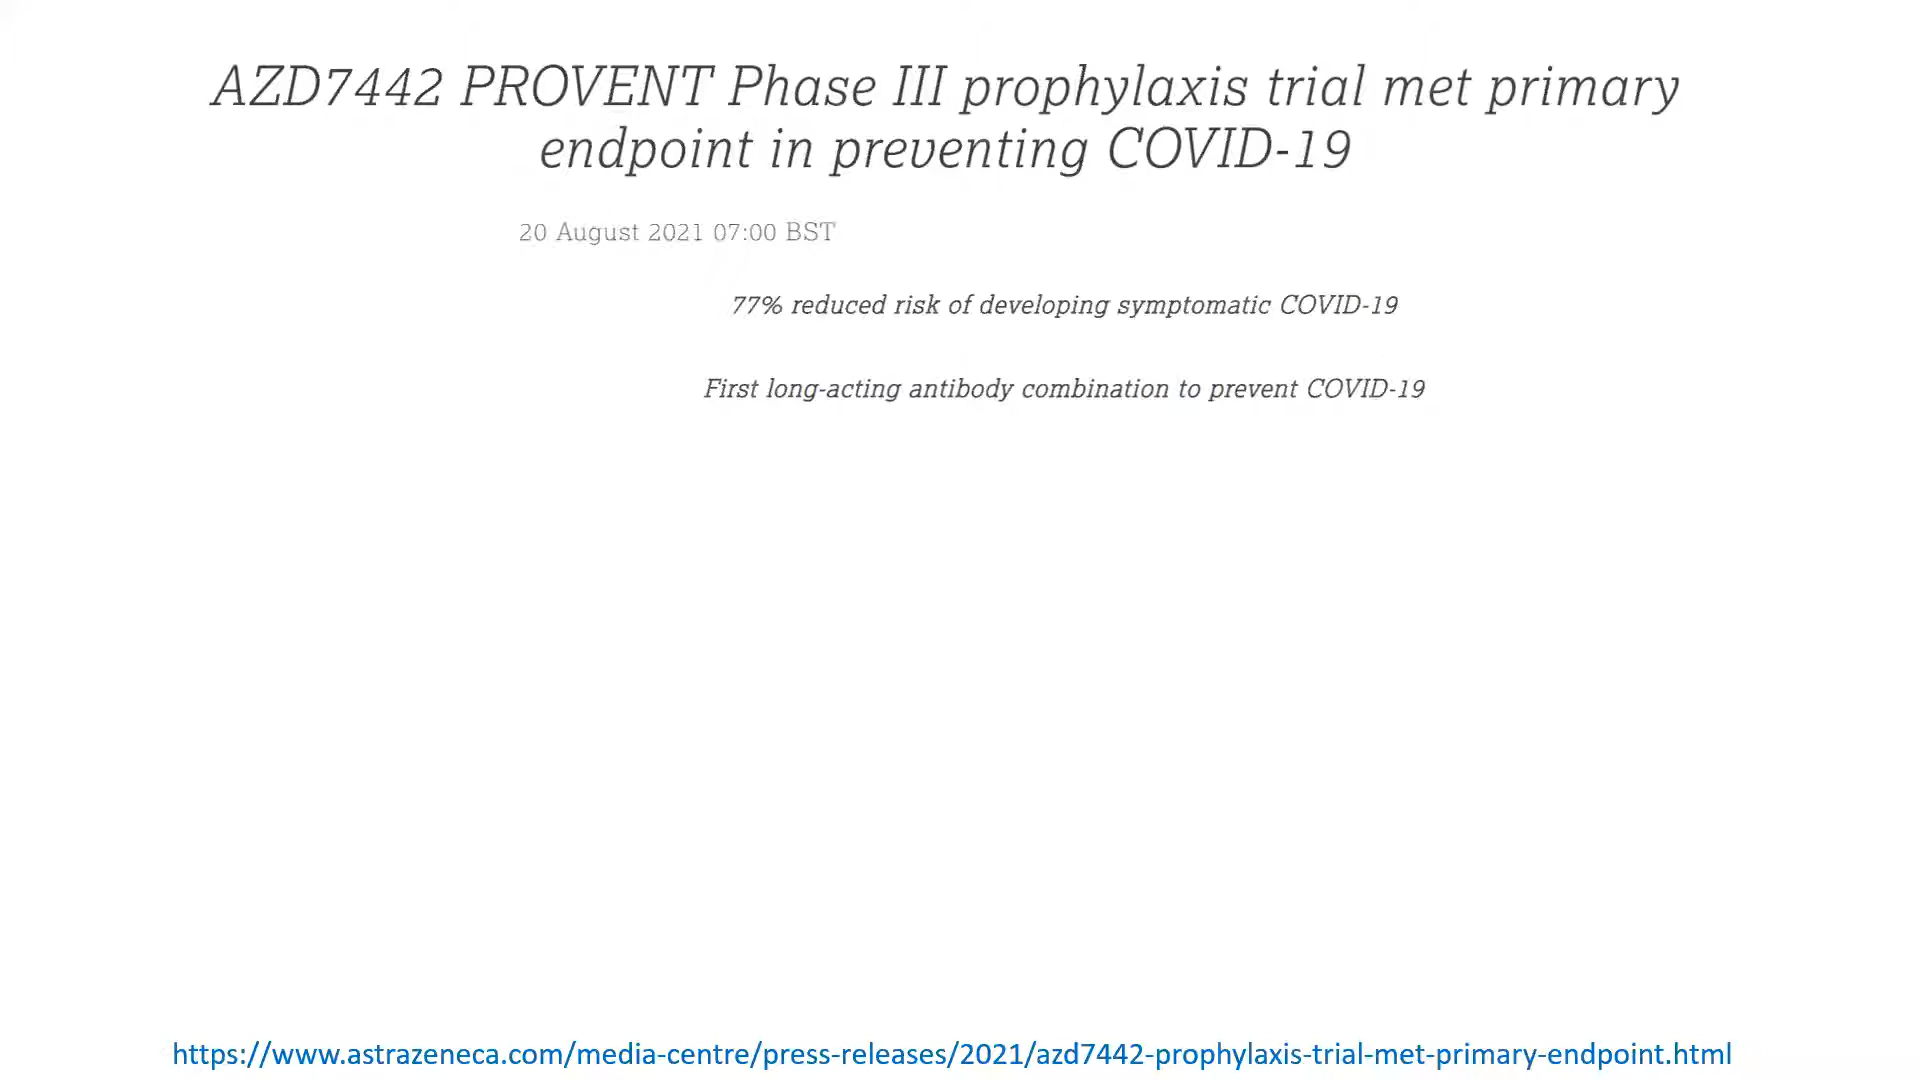 AZD7442 PROVENT Phase III prophylaxis trial met primary
endpoint in preventing COVID-19
20 August 2021 07:00 BST
77% reduced risk of developing symptomatic COVID-19
First long-acting antibody combination to prevent COVID-19
https://www.astrazeneca.com/media-centre/press-releases/2021/azd7442-prophylaxis-trial-met-primary-endpoint.html